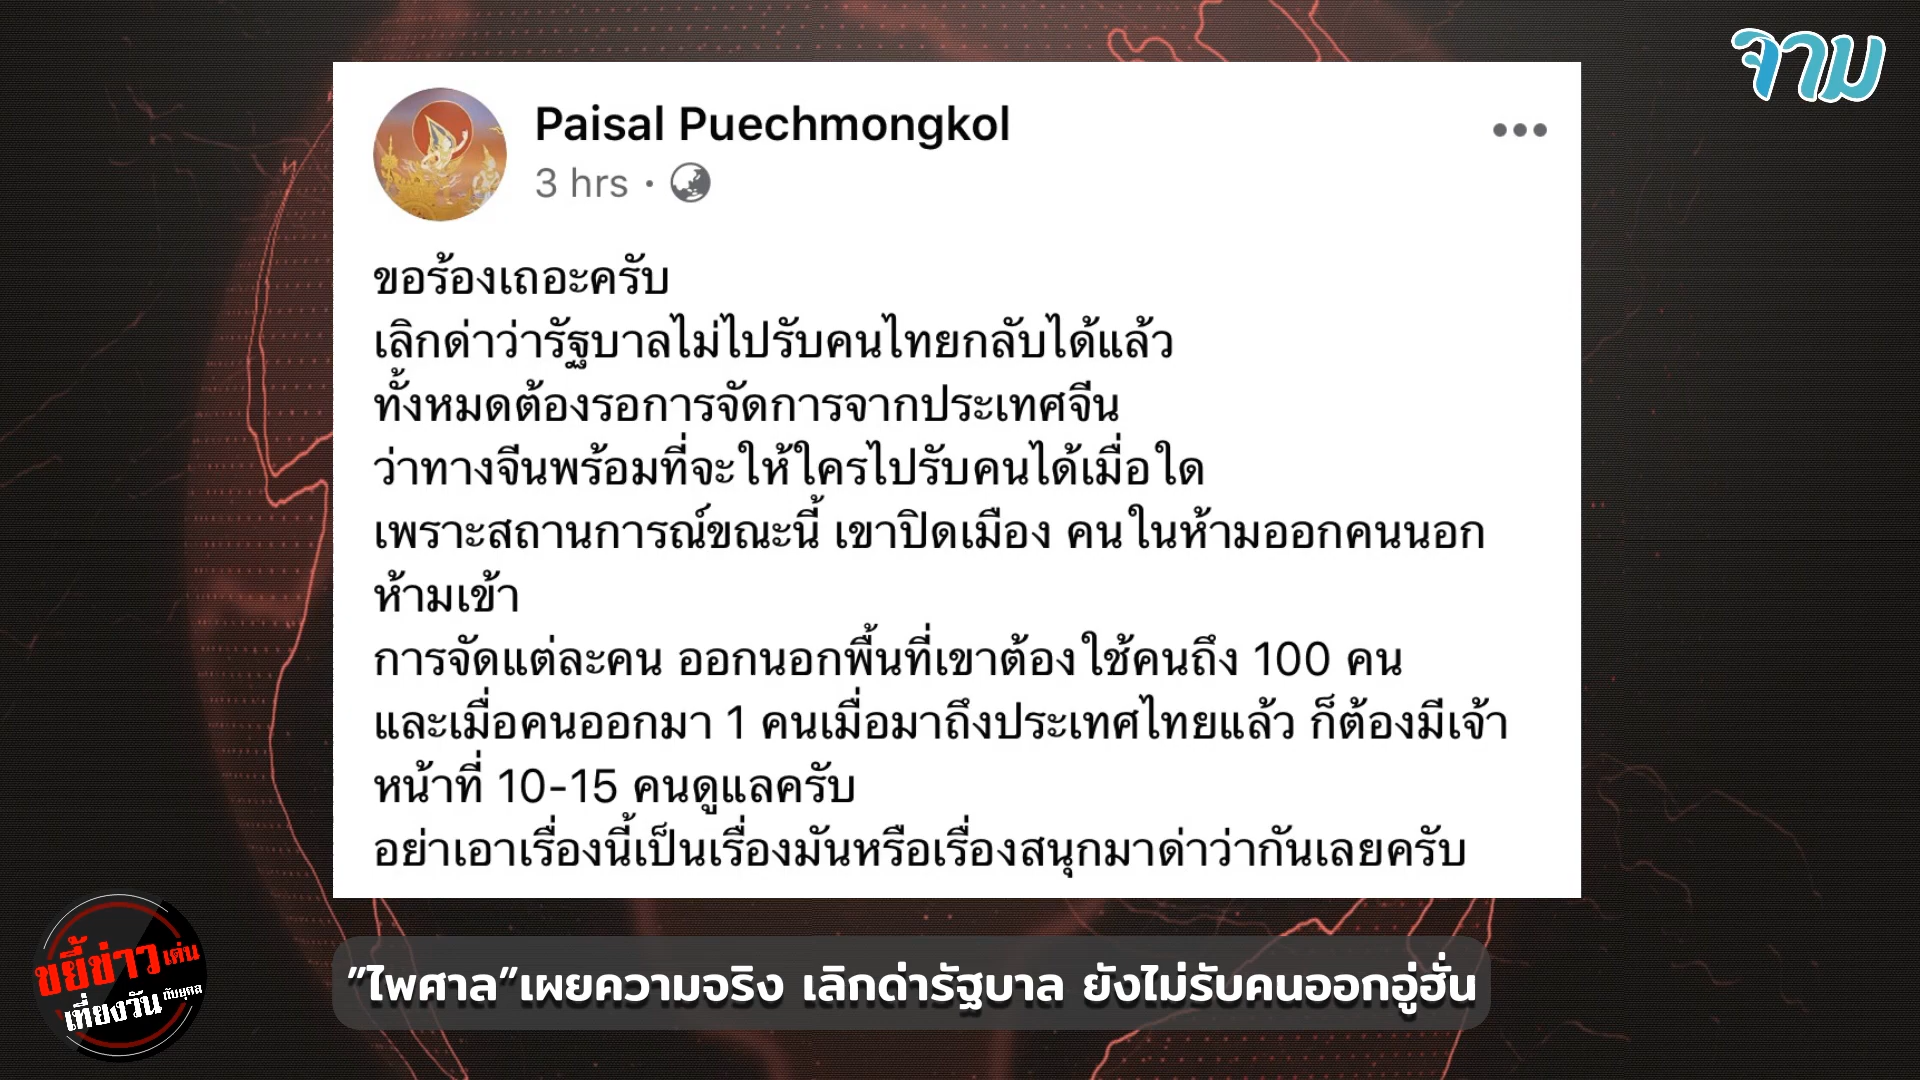 จาม
Paisal Puechmongkol
3 hrs ·
ขอร้องเถอะครับ
เลิกด่าว่ารัฐบาลไม่ไปรับคนไทยกลับได้แล้ว
ทั้งหมดต้องรอการจัดการจากประเทศจีน
ว่าทางจีนพร้อมที่จะให้ใครไปรับคนได้เมื่อใด
เพราะสถานการณ์ขณะนี้ เขาปิดเมือง คนในห้ามออกคนนอก
ห้ามเข้า
การจัดแต่ละคน ออกนอกพื้นที่เขาต้องใช้คนถึง 100 คน
และเมื่อคนออกมา 1 คนเมื่อมาถึงประเทศไทยแล้ว ก็ต้องมีเจ้า
หน้าที่ 10-15 คนดูแลครับ
อย่าเอาเรื่องนี้เป็นเรื่องมันหรือเรื่องสนุกมาด่าว่ากันเลยครับ
ขยี้ข่าวเด่น
เที่ยงวัน กับยุคล
"ไพศาล"เผยความจริง เลิกด่ารัฐบาล ยังไม่รับคนออกอู่ฮั่น